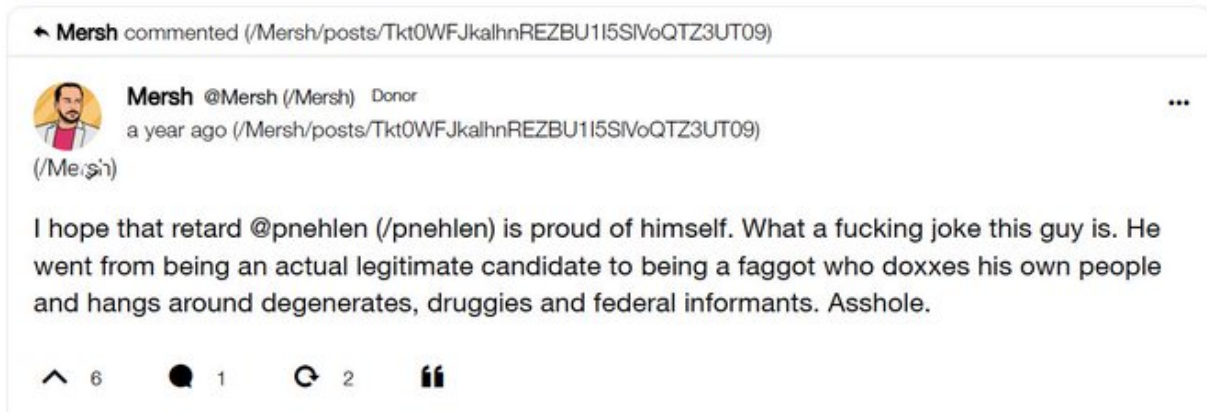 Mersh commented (/Mersh/posts/Tkt0WFJkalhnREZBU1I5SlVoQTZ3UT09)
Mersh @Mersh (/Mersh) Donor
a year ago (/Mersh/posts/Tkt0WFJkalhnREZBU1I5SlVoQTZ3UT09)
(/Mersh)
I hope that retard @pnehlen (/pnehlen) is proud of himself. What a fucking joke this guy is. He
went from being an actual legitimate candidate to being a faggot who doxxes his own people
and hangs around degenerates, druggies and federal informants. Asshole.
6 1 2